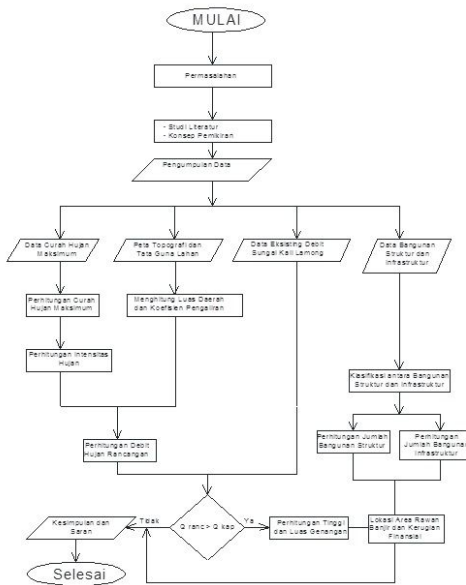 MULAI
Permasalahan
- Studi Literatur
- Konsep Pemikiran
Pengumpulan Data
Data Curah Hujan
Maksimum
Peta Topografi dan
Tata Guna Lahan
Data Eksisting Debit
Sungai Kali Lamong
Data Bangunan
Struktur dan
Infrastruktur
Perhitungan Curah
Hujan Maksimum
Menghitung Luas Daerah
dan Koefisien Pengaliran
Perhitungan Intensitas
Hujan
Klasifikasi antara Bangunan
Struktur dan Infrastruktur
Perhitungan Jumlah
Bangunan Struktur
Perhitungan
Jumlah Bangunan
Infrastruktur
Perhitungan Debit
Hujan Rancangan
Kesimpulan dan
Saran
Tidak
Q ranc > Q kap
Ya
Perhitungan Tinggi
dan Luas Genangan
Lokasi Area Rawan
Banjir dan Kerugian
Finansial
Selesai